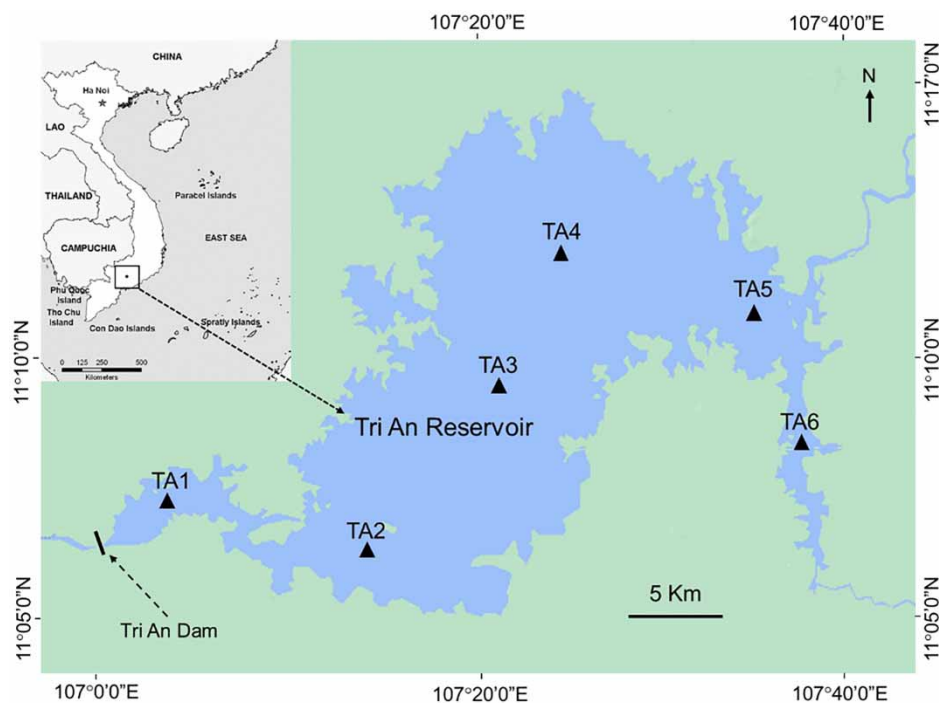 107°20'0"E
107°40'0"E
CHINA
Ha Noi
LAO
THAILAND
Paracel Islands
CAMPUCHIA
EAST SEA
Phu Quoc
Island
Tho Chu
Island
Con Dao Islands
Spratly Islands
0 125 250 500
Kilometers
N
11°17'0"N
TA4
TA5
11°10'0"N
11°10'0"N
TA3
Tri An Reservoir
TA6
TA1
TA2
5 Km
11°05'0"N
11°05'0"N
Tri An Dam
107°0'0"E
107°20'0"E
107°40'0"E